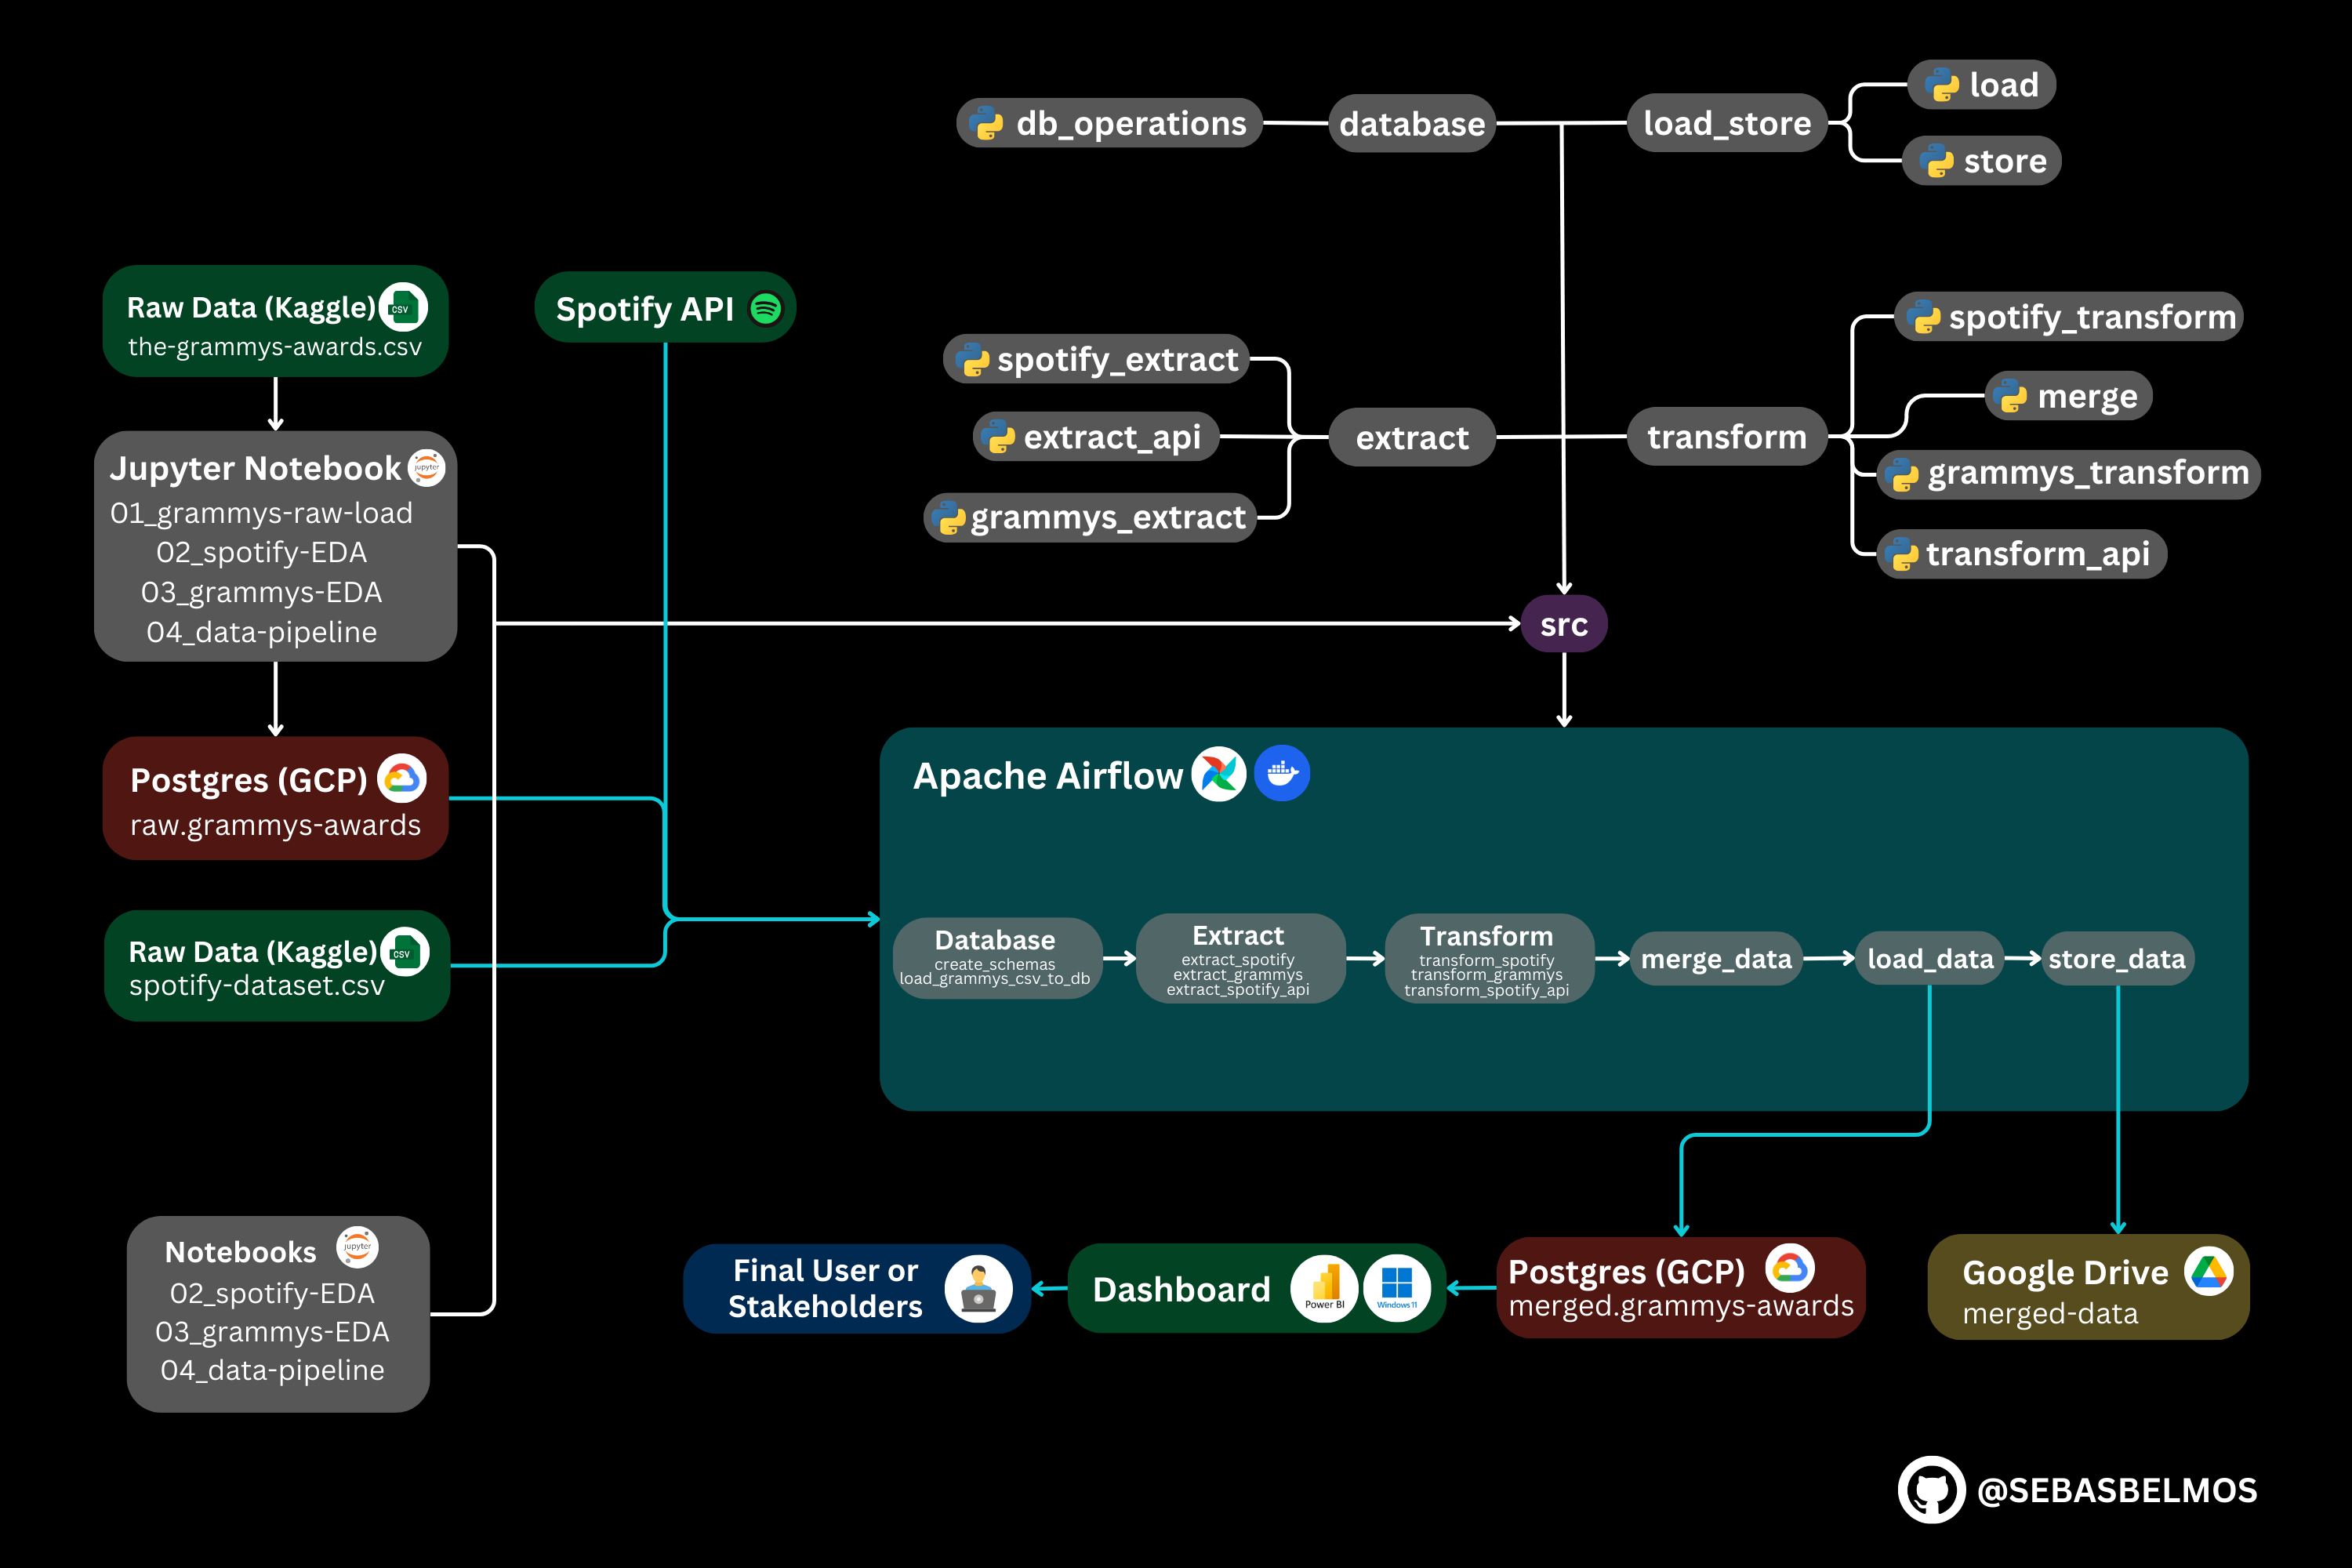 load
db_operations
database
load_store
store
Raw Data (Kaggle)
CSV
the-grammys-awards.csv
Spotify API
spotify_extract
extract_api
grammys_extract
extract
transform
spotify_transform
merge
grammys_transform
transform_api
Jupyter Notebook
jupyter
01_grammys-raw-load
02_spotify-EDA
03_grammys-EDA
04_data-pipeline
src
Postgres (GCP)
raw.grammys-awards
Raw Data (Kaggle)
CSV
spotify-dataset.csv
Apache Airflow
Database
create_schemas
load_grammys_csv_to_db
Extract
extract_spotify
extract_grammys
extract_spotify_api
Transform
transform_spotify
transform_grammys
transform_spotify_api
merge_data
load_data
store_data
Notebooks
jupyter
02_spotify-EDA
03_grammys-EDA
04_data-pipeline
Final User or
Stakeholders
Dashboard
Power BI
Windows 11
Postgres (GCP)
merged.grammys-awards
Google Drive
merged-data
@SEBASBELMOS